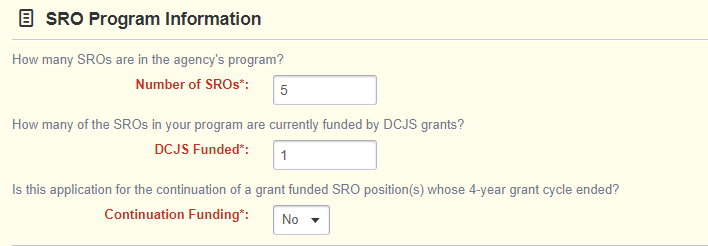 SRO Program Information
How many SROs are in the agency's program?
Number of SROs*: 5
How many of the SROs in your program are currently funded by DCJS grants?
DCJS Funded*: 1
Is this application for the continuation of a grant funded SRO position(s) whose 4-year grant cycle ended?
Continuation Funding*: No